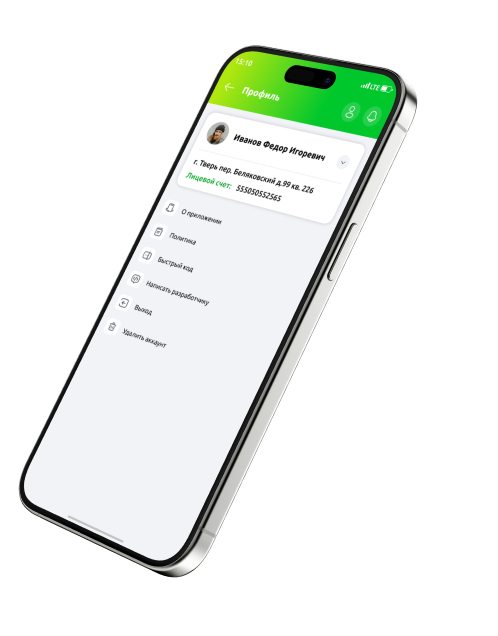 15:10
LTE
Профиль
Иванов Федор Игоревич
г. Тверь пер. Беляковский д.99 кв. 226
Лицевой счет: 555050552565
О приложении
Политика
Быстрый код
Написать разработчику
Выход
Удалить аккаунт